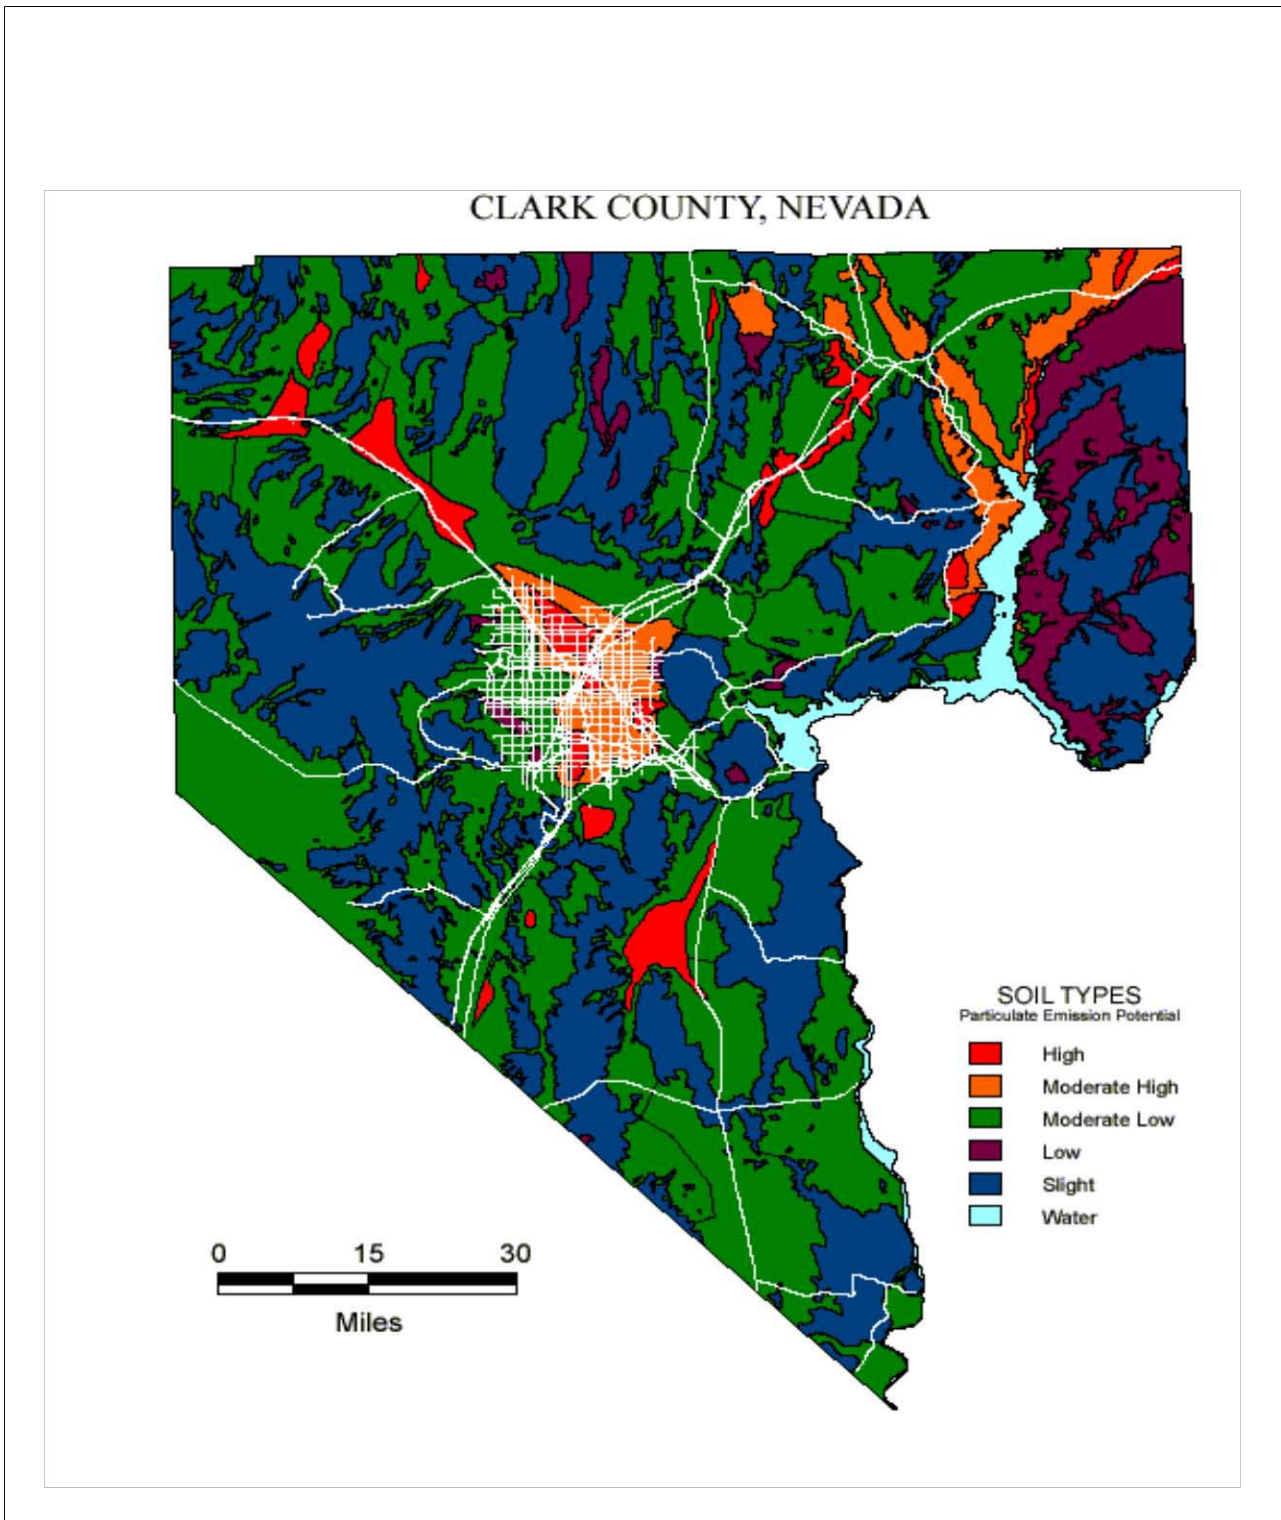 CLARK COUNTY, NEVADA
SOIL TYPES
Particulate Emission Potential
High
Moderate High
Moderate Low
Low
Slight
Water
0 15 30
Miles